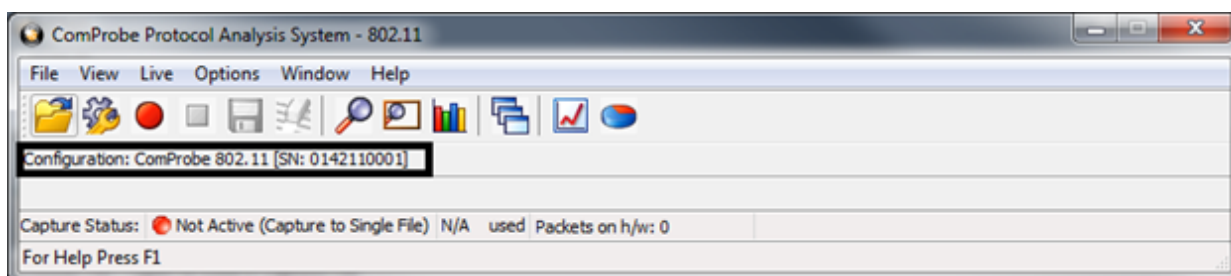 ComProbe Protocol Analysis System - 802.11
File View Live Options Window Help
Configuration: ComProbe 802.11 [SN: 0142110001]
Capture Status: Not Active (Capture to Single File) N/A used Packets on h/w: 0
For Help Press F1